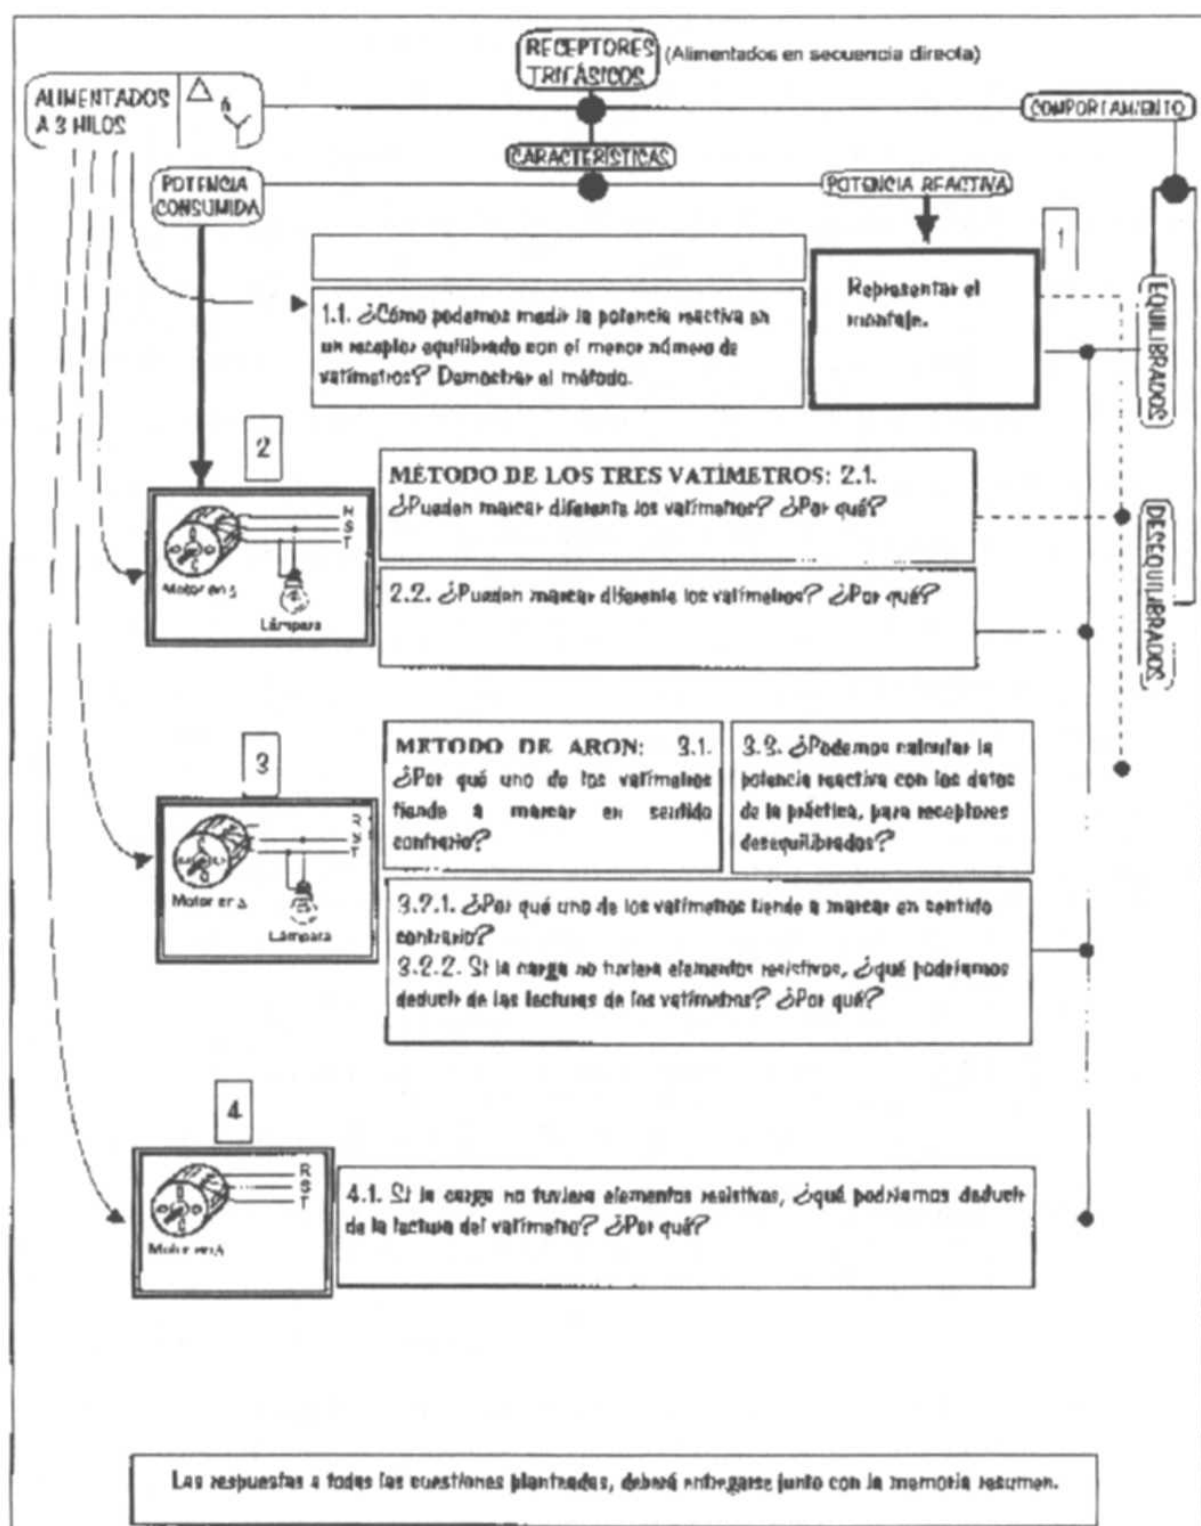 RECEPTORES
TRIFÁSICOS
(Alimentados en secuencia directa)
ALIMENTADOS
A 3 HILOS
COMPORTAMIENTO
CARACTERÍSTICAS
POTENCIA
CONSUMIDA
POTENCIA REACTIVA
1
Representar el
montaje.
1.1. ¿Cómo podemos medir la potencia reactiva en
un receptor equilibrado con el menor número de
vatímetros? Demostrar el método.
EQUILIBRADOS
2
MÉTODO DE LOS TRES VATÍMETROS: 2.1.
¿Pueden marcar diferente los vatímetros? ¿Por qué?
S
T
Motor en
Lámpara
2.2. ¿Pueden marcar diferente los vatímetros? ¿Por qué?
DESEQUILIBRADOS
3
METODO DE ARON: 3.1.
¿Por qué uno de los vatímetros
tiende a marcar en sentido
contrario?
3.3. ¿Podemos calcular la
potencia reactiva con los datos
de la práctica, para receptores
desequilibrados?
R
S
T
Motor en
Lámpara
3.2.1. ¿Por qué uno de los vatímetros tiende a marcar en sentido
contrario?
3.2.2. Si la carga no tuviera elementos resistivos, ¿qué podríamos
deducir de las lecturas de los vatímetros? ¿Por qué?
4
R
S
T
Motor en
4.1. Si la carga no tuviera elementos resistivos, ¿qué podríamos deducir
de la lectura del vatímetro? ¿Por qué?
Las respuestas a todas las cuestiones planteadas, deberá entregarse junto con la memoria resumen.